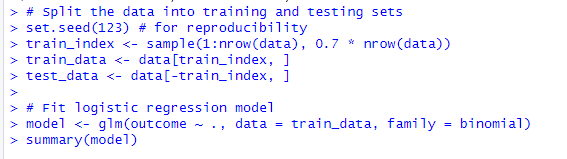 > # Split the data into training and testing sets
> set.seed(123) # for reproducibility
> train_index <- sample(1:nrow(data), 0.7 * nrow(data))
> train_data <- data[train_index, ]
> test_data <- data[-train_index, ]
>
> # Fit logistic regression model
> model <- glm(outcome ~ ., data = train_data, family = binomial)
> summary(model)